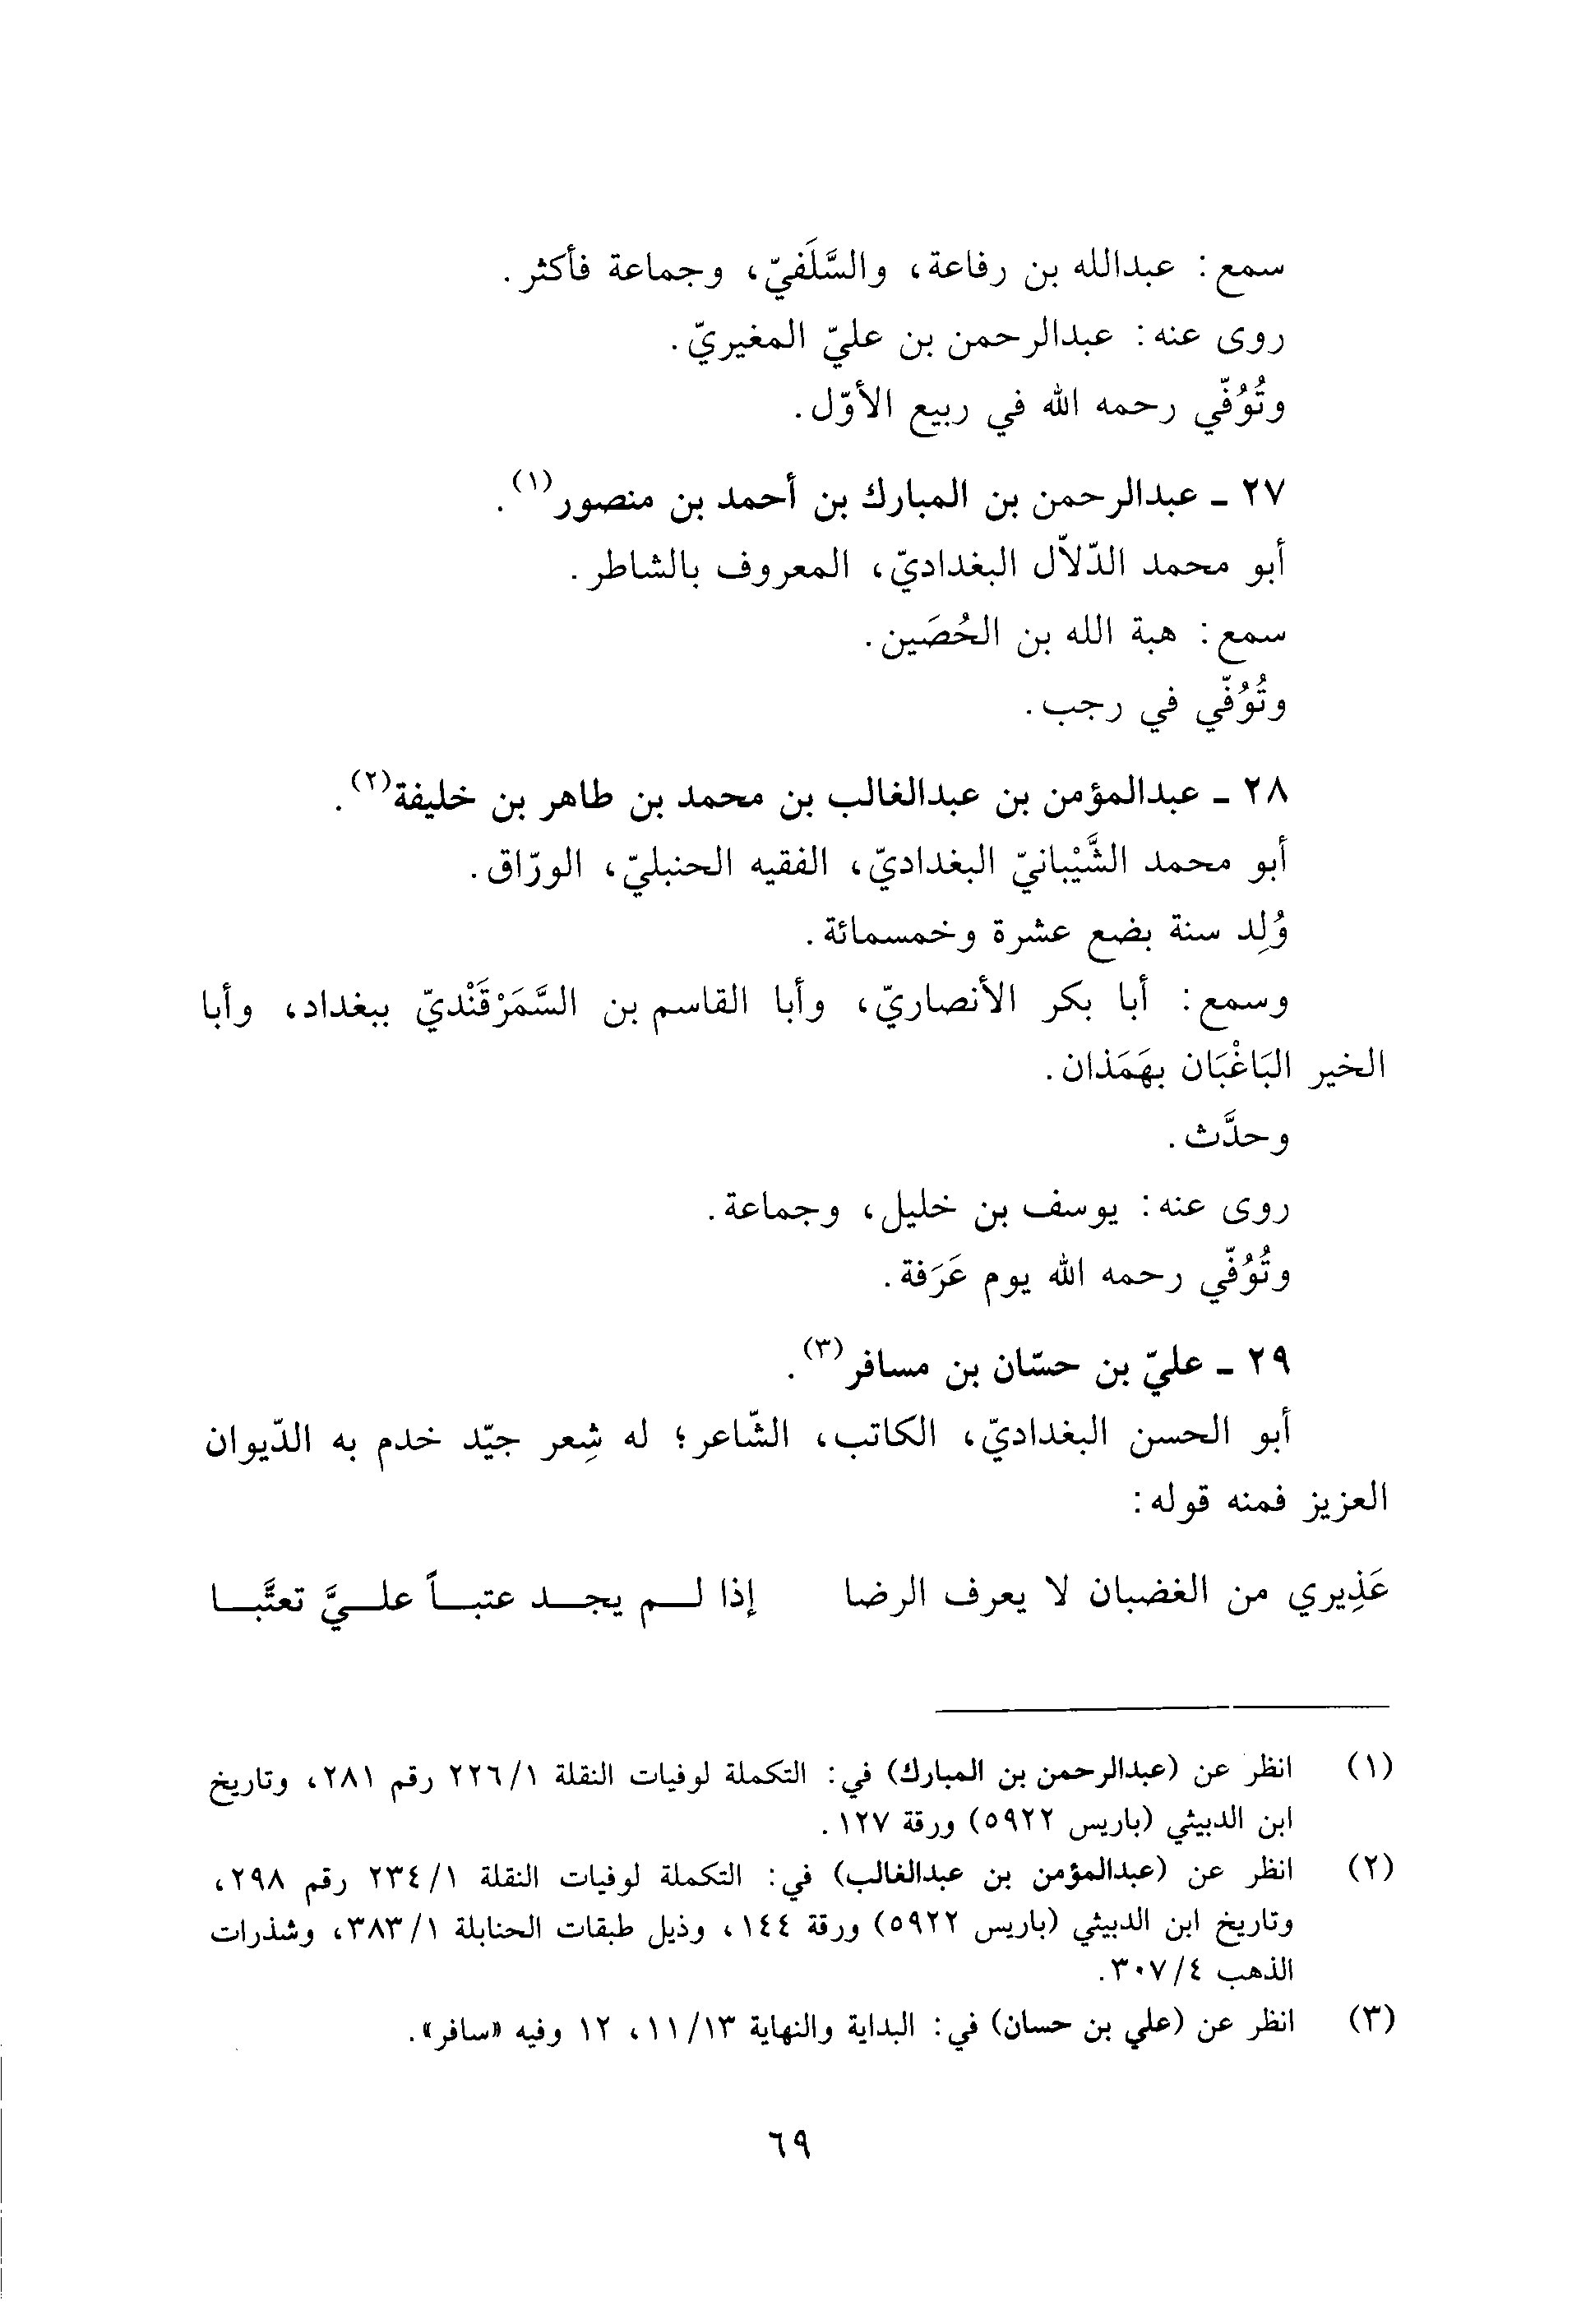 سمع: عبدالله بن رفاعة، والسَّلَفيّ، وجماعة فأكثر.
روى عنه: عبدالرحمن بن عليّ المغيريّ.
وتُوُفّي رحمه الله في ربيع الأوّل.
٢٧ ـ عبدالرحمن بن المبارك بن أحمد بن منصور(١).
أبو محمد الدّلاّل البغداديّ، المعروف بالشاطر.
سمع: هبة الله بن الحُصَين.
وتُوُفّي في رجب.
٢٨ ـ عبدالمؤمن بن عبدالغالب بن محمد بن طاهر بن خليفة(٢).
أبو محمد الشَّيْبانيّ البغداديّ، الفقيه الحنبليّ، الورّاق.
وُلِد سنة بضع عشرة وخمسمائة.
وسمع: أبا بكر الأنصاريّ، وأبا القاسم بن السَّمَرْقَنْديّ ببغداد، وأبا
الخير البَاغْبَان بهَمَذان.
وحدَّث.
روى عنه: يوسف بن خليل، وجماعة.
وتُوُفّي رحمه الله يوم عَرَفة.
٢٩ ـ عليّ بن حسّان بن مسافر(٣).
أبو الحسن البغداديّ، الكاتب، الشّاعر؛ له شِعر جيّد خدم به الدّيوان
العزيز فمنه قوله:
عَذِيري من الغضبان لا يعرف الرضا إذا لـم يجـد عتبـاً علـيَّ تعتَّبـا
(١) انظر عن (عبدالرحمن بن المبارك) في: التكملة لوفيات النقلة ٢٢٦/١ رقم ٢٨١، وتاريخ
ابن الدبيثي (باريس ٥٩٢٢) ورقة ١٢٧.
(٢) انظر عن (عبدالمؤمن بن عبدالغالب) في: التكملة لوفيات النقلة ٢٣٤/١ رقم ٢٩٨،
وتاريخ ابن الدبيثي (باريس ٥٩٢٢) ورقة ١٤٤، وذيل طبقات الحنابلة ٣٨٣/١، وشذرات
الذهب ٣٠٧/٤.
(٣) انظر عن (علي بن حسان) في: البداية والنهاية ١١/١٣، ١٢ وفيه «سافر».
٦٩